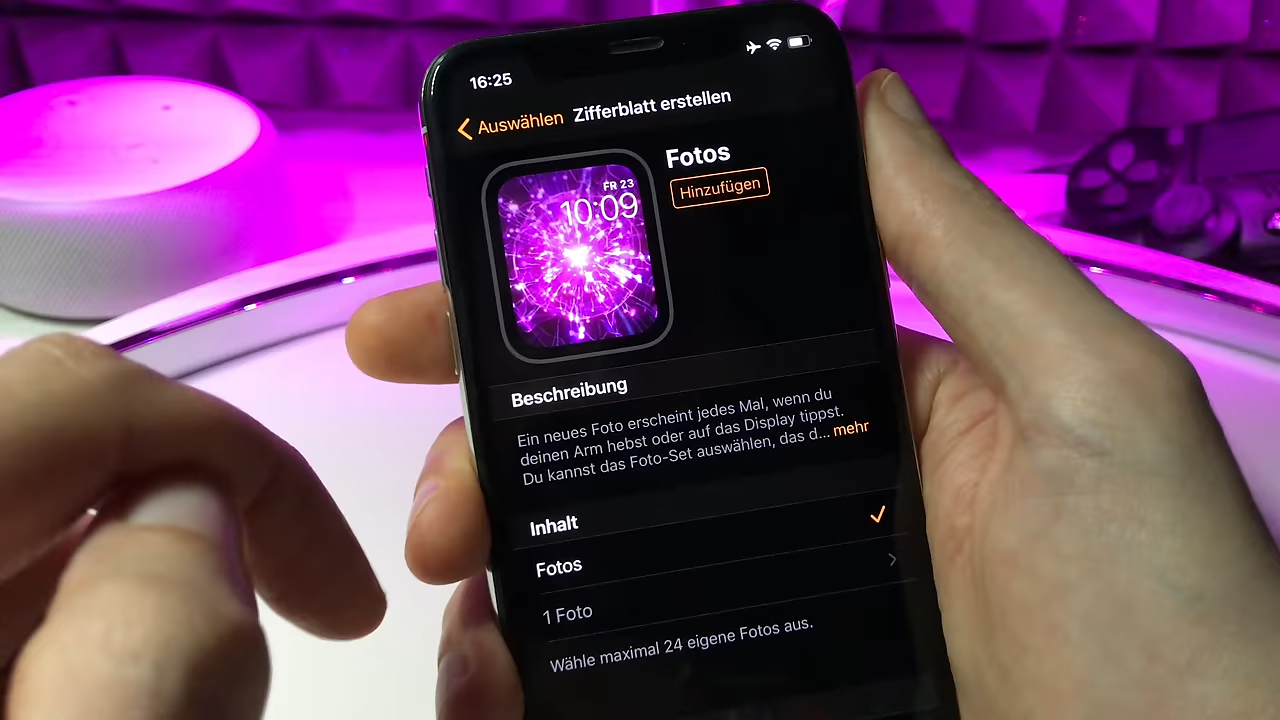 16:25
Auswählen Zifferblatt erstellen
Fotos
Hinzufügen
FR 23
10:09
Beschreibung
Ein neues Foto erscheint jedes Mal, wenn du
deinen Arm hebst oder auf das Display tippst.
Du kannst das Foto-Set auswählen, das d... mehr
Inhalt
Fotos
1 Foto
Wähle maximal 24 eigene Fotos aus.